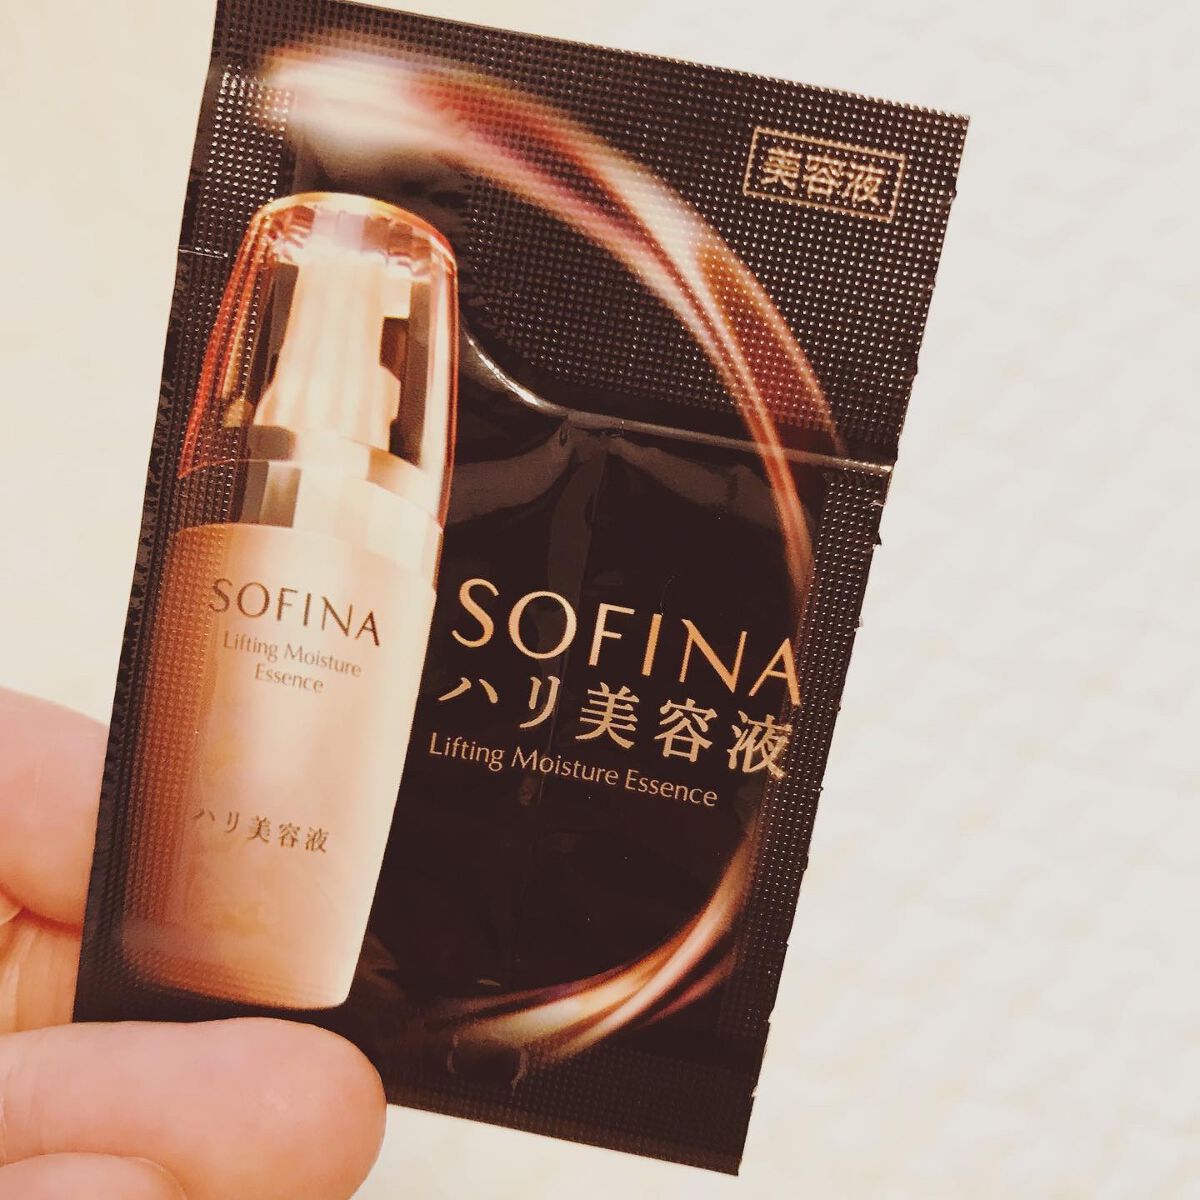 美容液
SOFINA
Lifting Moisture
Essence
ハリ美容液
SOFINA
ハリ美容液
Lifting Moisture Essence